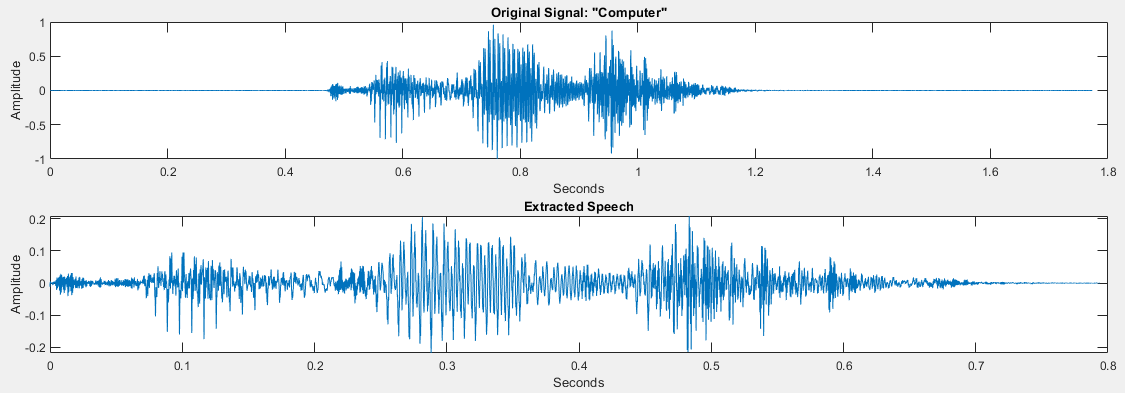 Original Signal: "Computer"
1
0.5
0
-0.5
-1
Amplitude
0 0.2 0.4 0.6 0.8 1 1.2 1.4 1.6 1.8
Seconds
Extracted Speech
0.2
0.1
0
-0.1
-0.2
Amplitude
0 0.1 0.2 0.3 0.4 0.5 0.6 0.7 0.8
Seconds